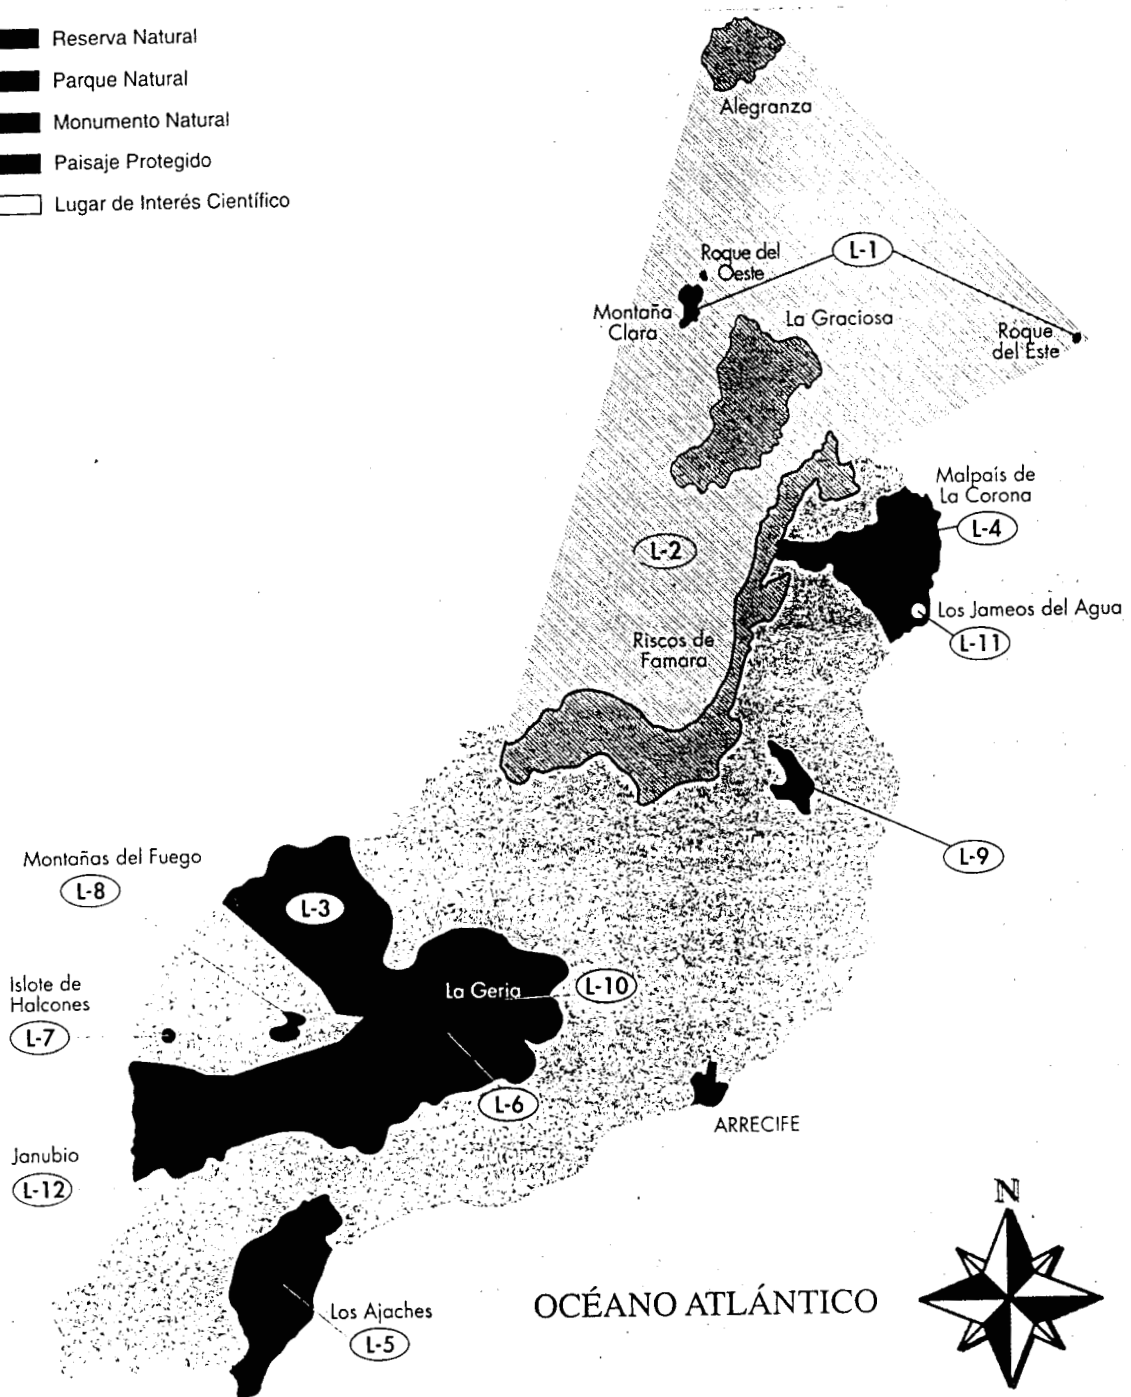 Reserva Natural
Parque Natural
Monumento Natural
Paisaje Protegido
Lugar de Interés Científico
Alegranza
Roque del
Oeste
L-1
Montaña
Clara
La Graciosa
Roque
del Este
Malpaís de
La Corona
L-4
L-2
Los Jameos del Agua
L-11
Riscos de
Famara
L-9
Montañas del Fuego
L-8
L-3
Islote de
Halcones
L-7
La Geria
L-10
L-6
ARRECIFE
Janubio
L-12
N
Los Ajaches
L-5
OCÉANO ATLÁNTICO